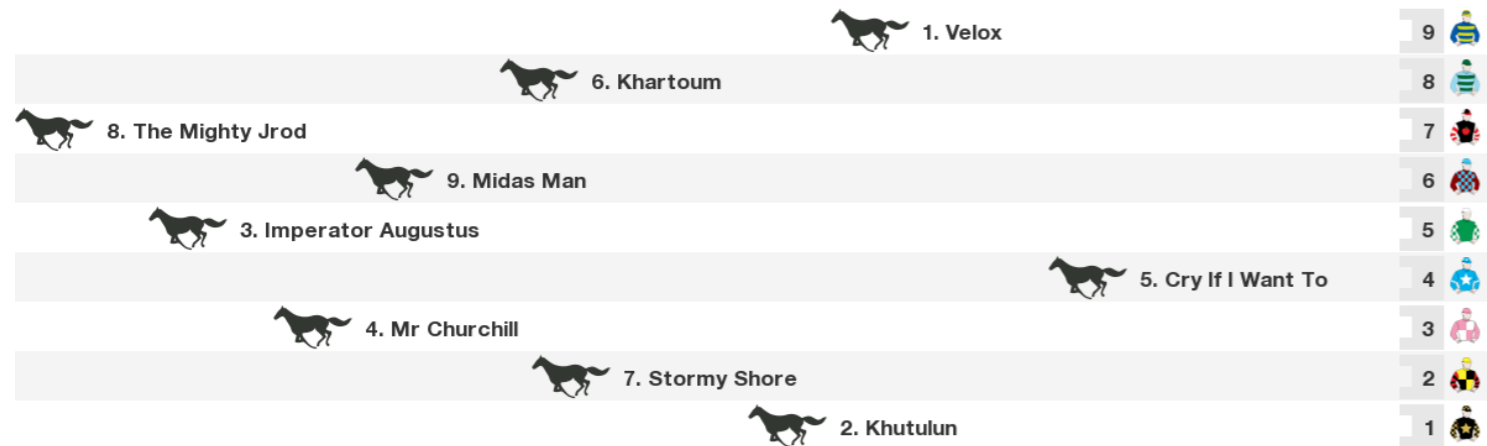 1. Velox 9
6. Khartoum 8
8. The Mighty Jrod 7
9. Midas Man 6
3. Imperator Augustus 5
5. Cry If I Want To 4
4. Mr Churchill 3
7. Stormy Shore 2
2. Khutulun 1